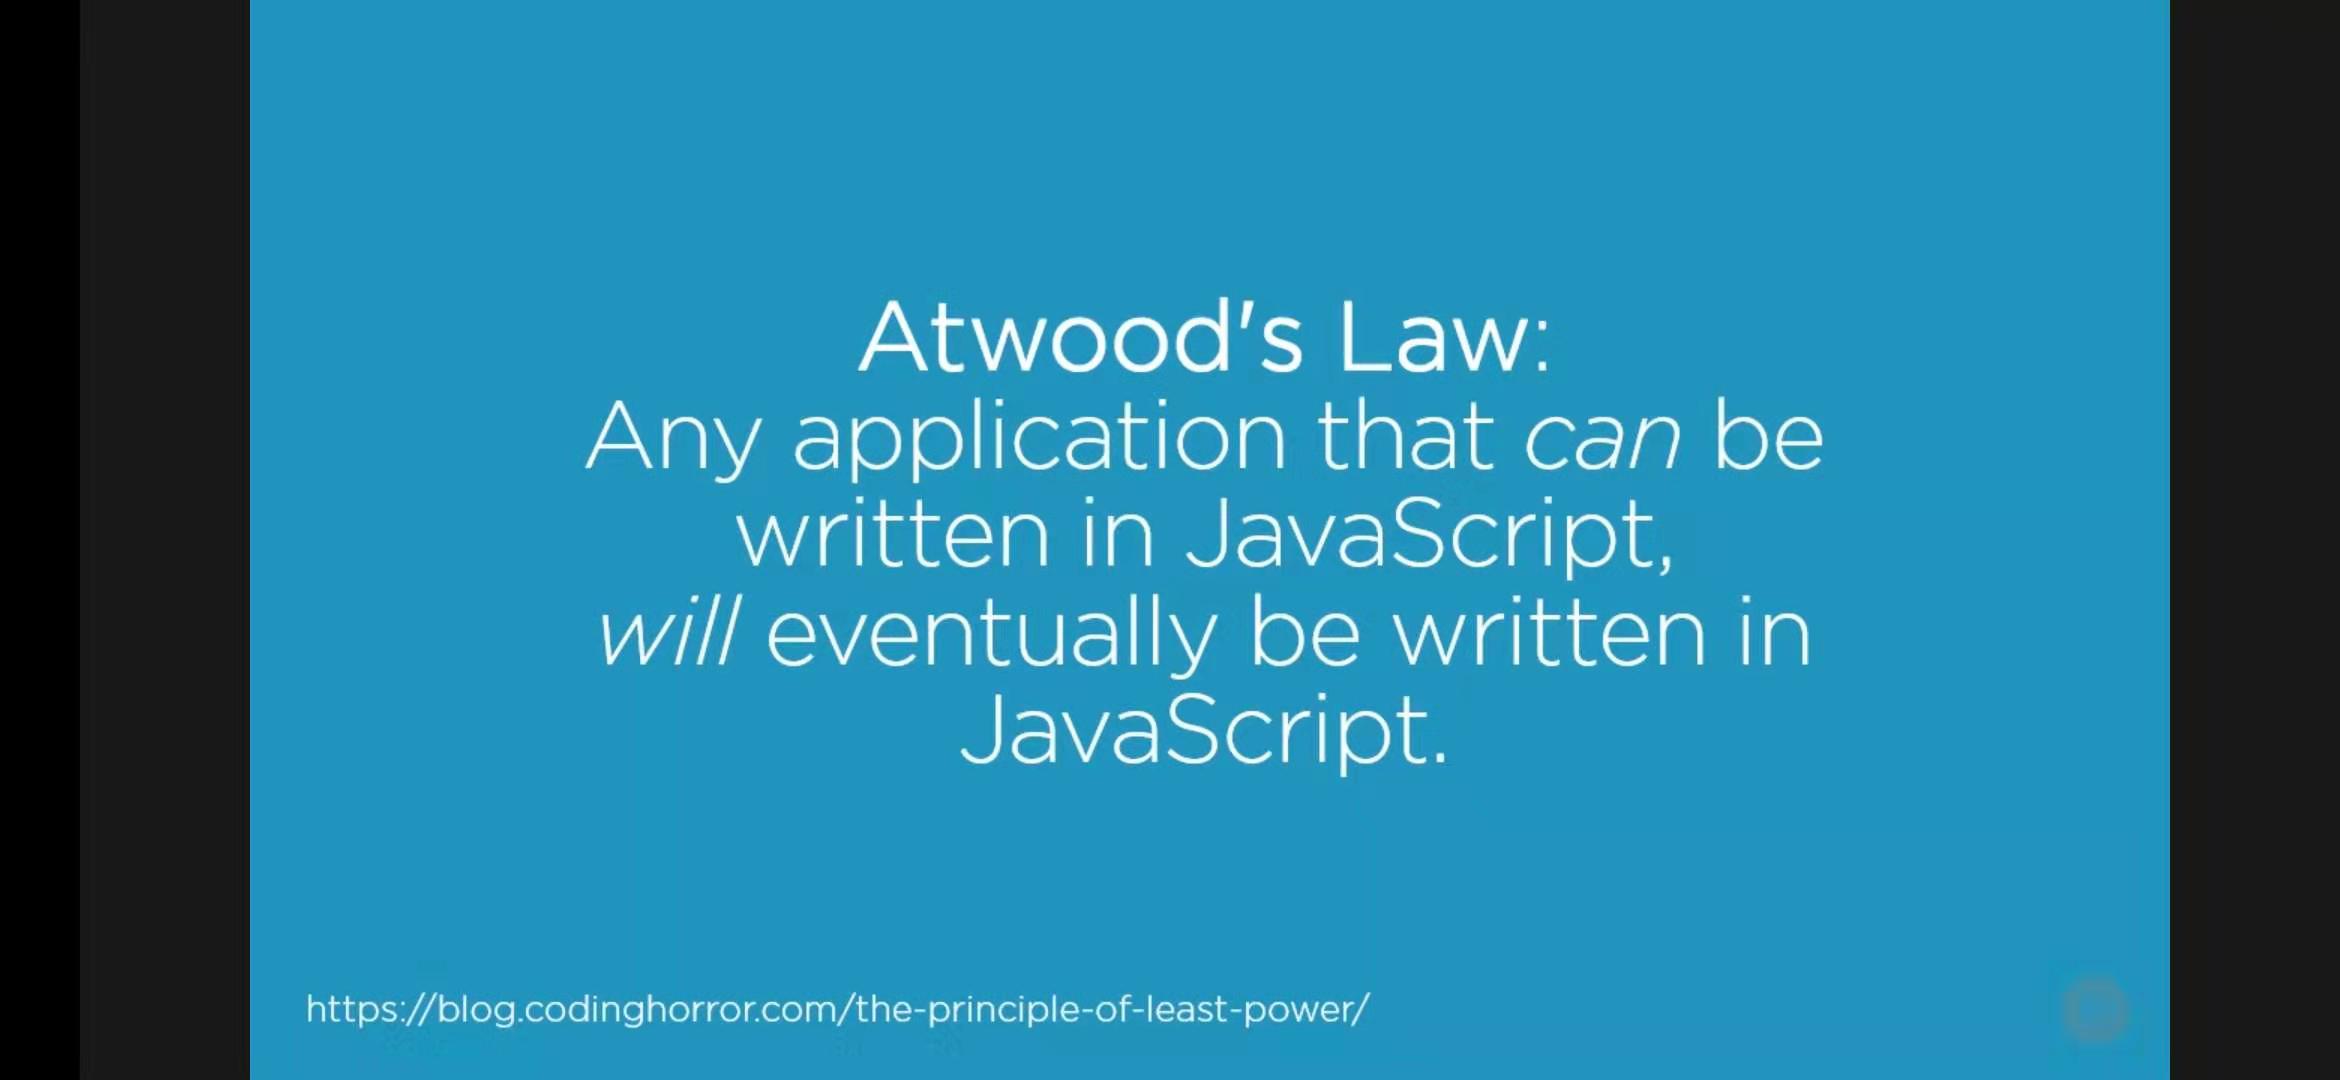 Atwood's Law:
Any application that can be
written in JavaScript,
will eventually be written in
JavaScript.
https://blog.codinghorror.com/the-principle-of-least-power/